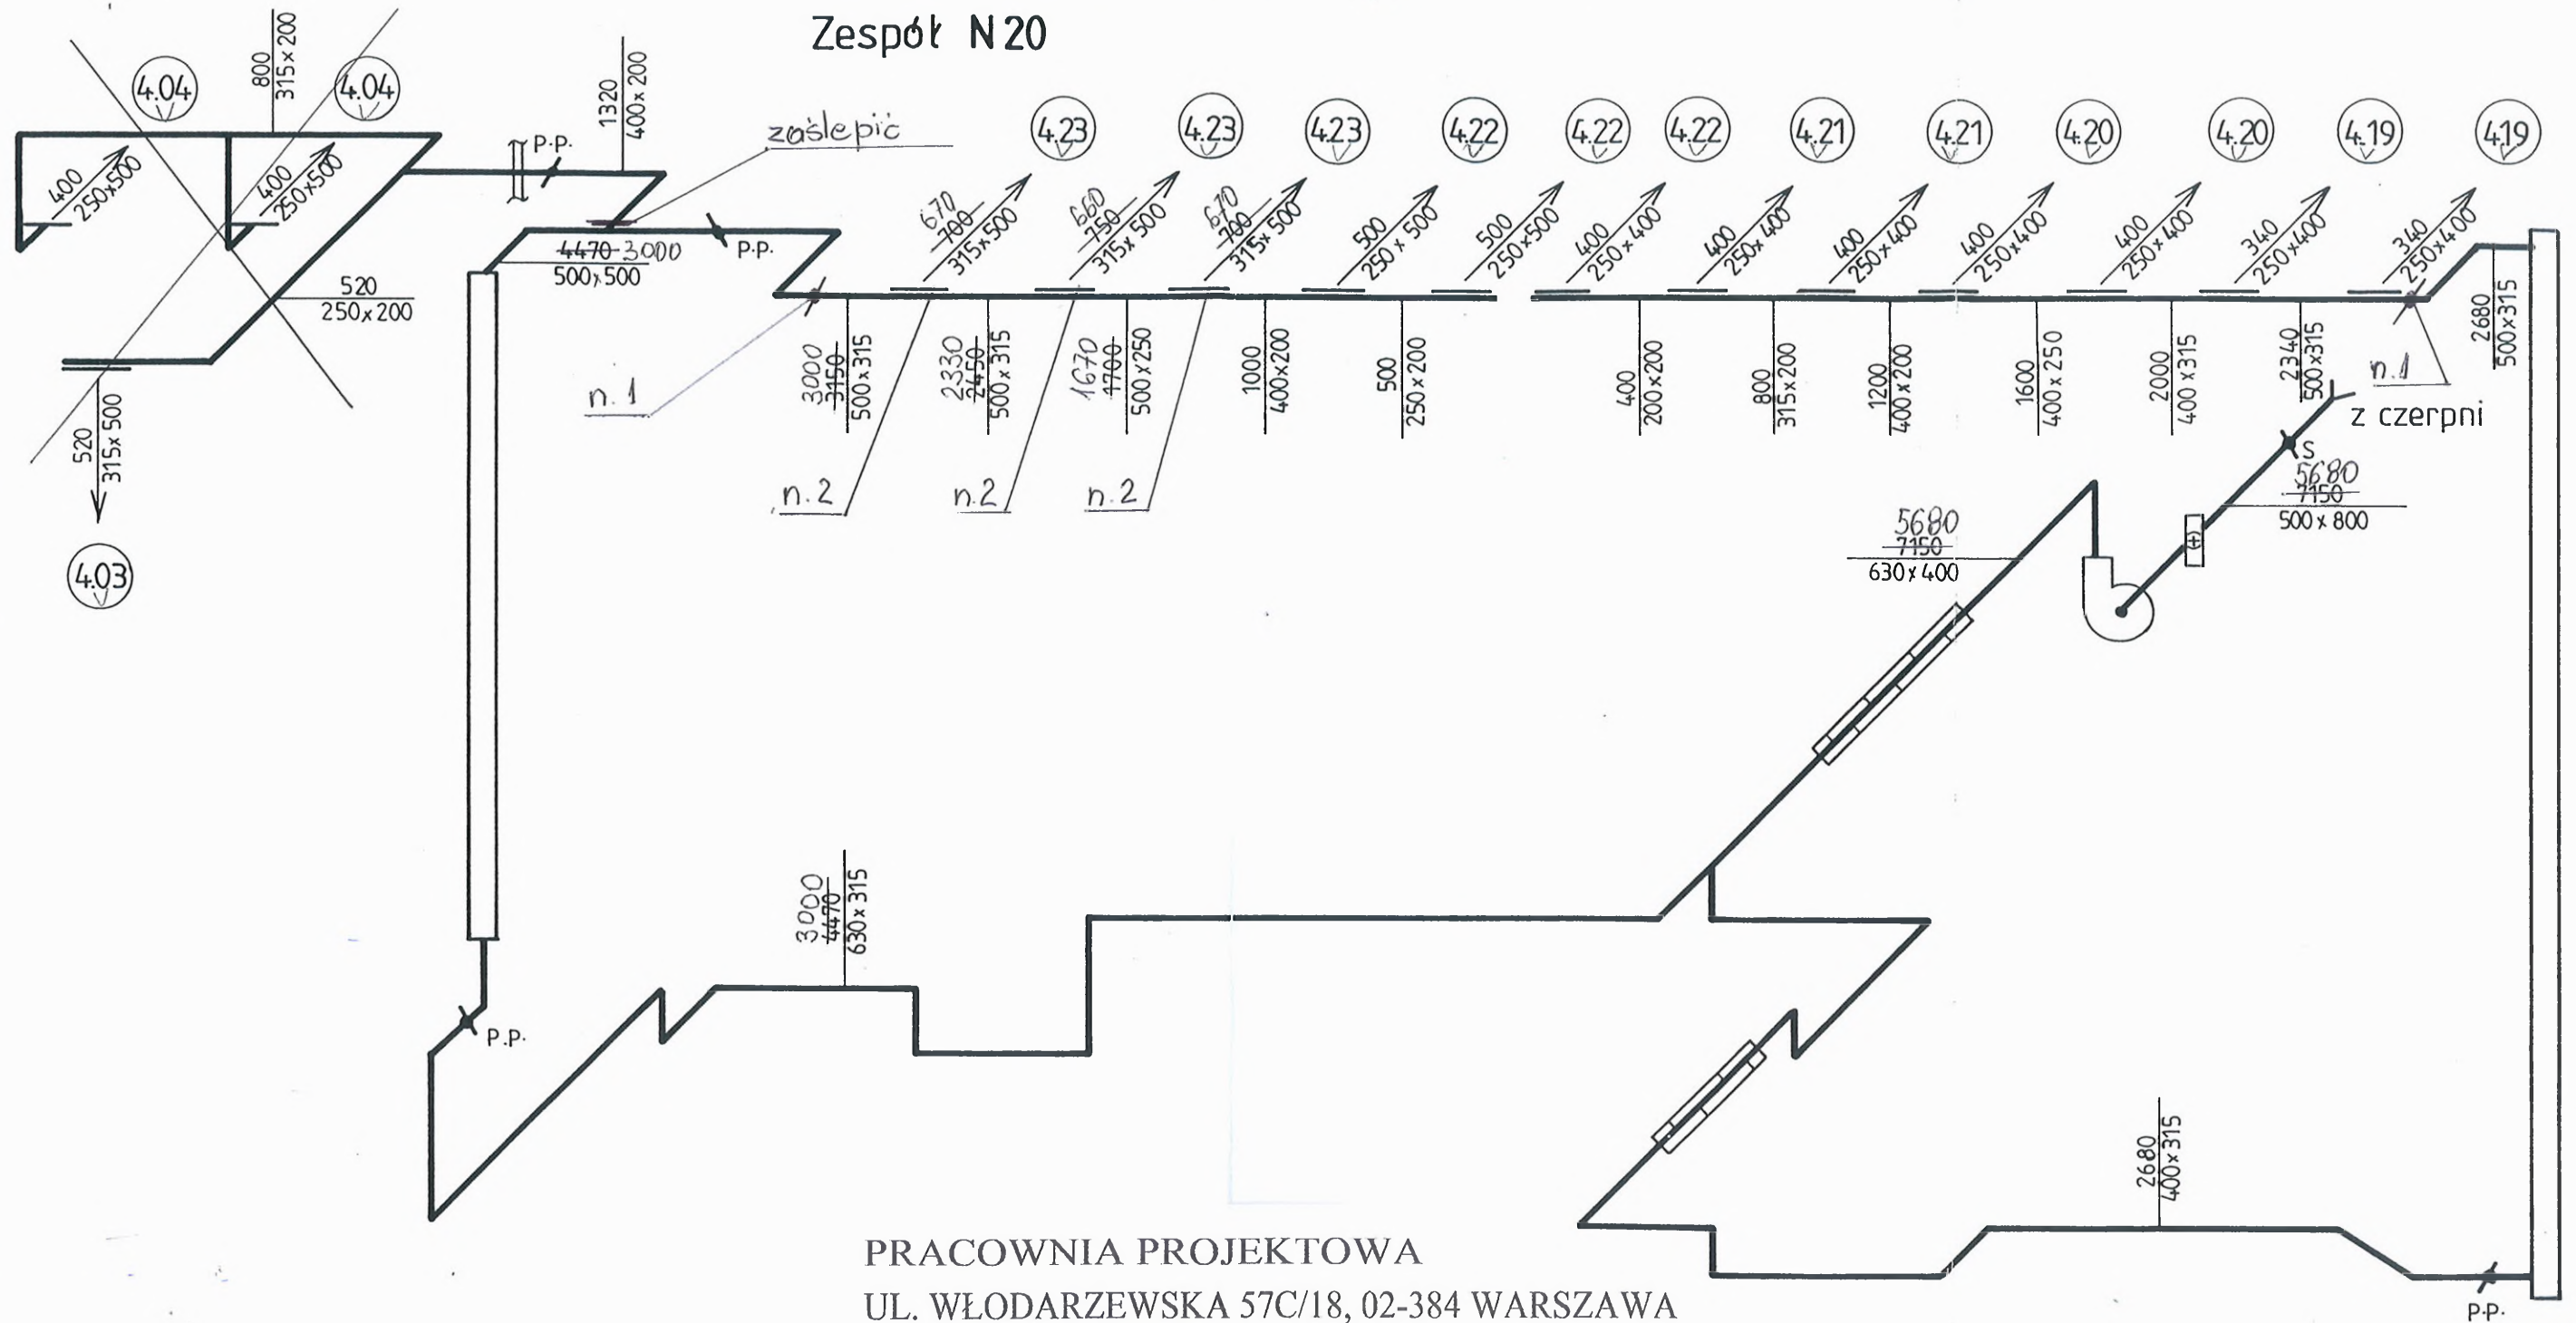 Zespół N20
4.04
800
315x200
4.04
1320
400x200
P.P.
zaślepić
4.23
4.23
4.23
4.22
4.22
4.22
4.21
4.21
4.20
4.20
4.19
4.19
400
250x500
400
250x500
670
700
315x500
660
750
315x500
670
700
315x500
500
250x500
500
250x500
400
250x400
400
250x400
400
250x400
400
250x400
400
250x400
340
250x400
340
250x400
4470 3000
500x500
P.P.
520
250x200
n.1
3000
3150
500x315
2330
2450
500x315
1670
1700
500x250
1000
400x200
500
250x200
400
200x200
800
315x200
1200
400x200
1600
400x250
2000
400x315
2340
500x315
n.1
2680
500x315
520
315x500
4.03
n.2
n.2
n.2
z czerpni
S
5680
7150
500x800
5680
7150
630x400
(+)
3000
4470
630x315
P.P.
2680
400x315
P.P.
PRACOWNIA PROJEKTOWA
UL. WŁODARZEWSKA 57C/18, 02-384 WARSZAWA